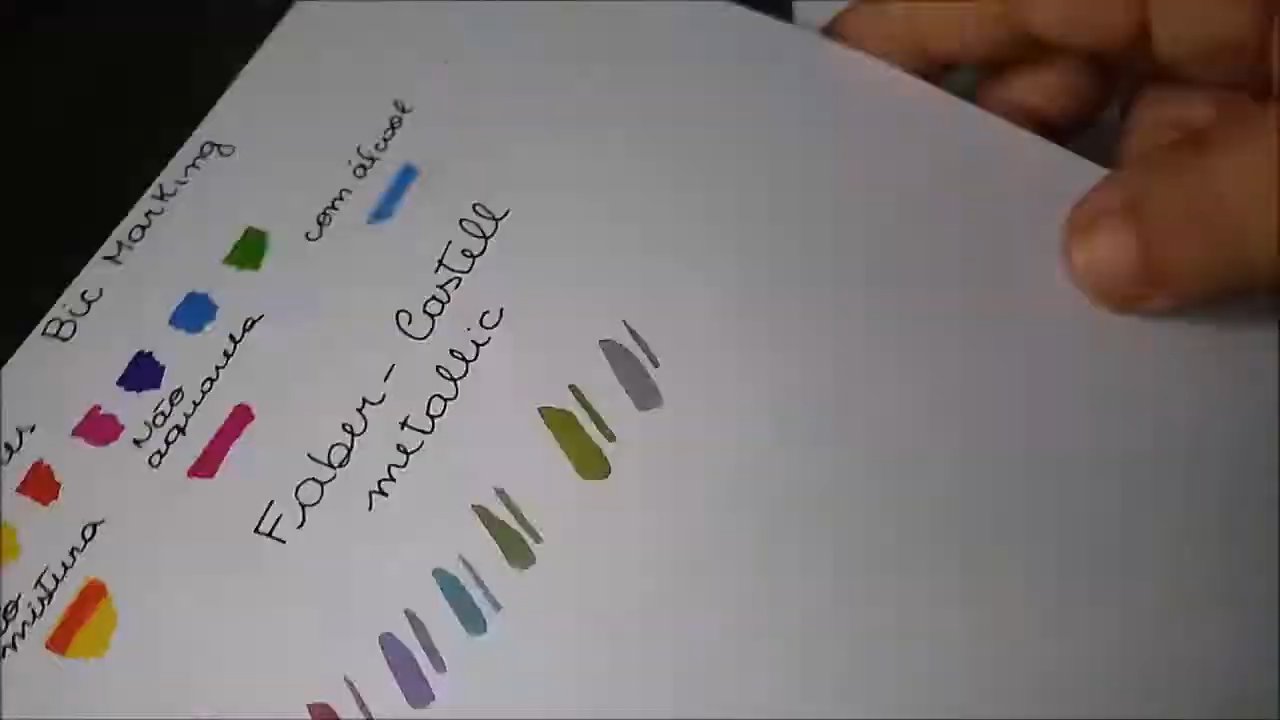 Bic Marking
com álcool
Não
aquarela
mistura
Faber-Castell
metallic